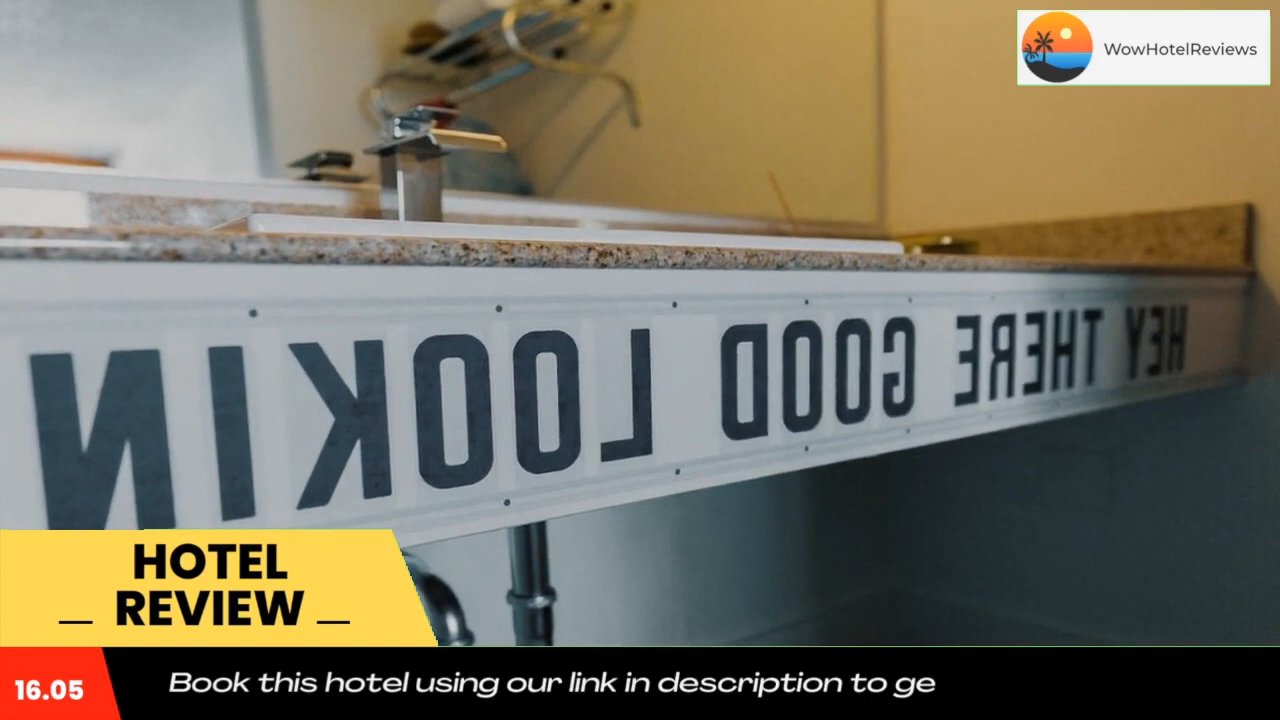 WowHotelReviews
HEY THERE GOOD LOOKIN
HOTEL
REVIEW
16.05
Book this hotel using our link in description to ge